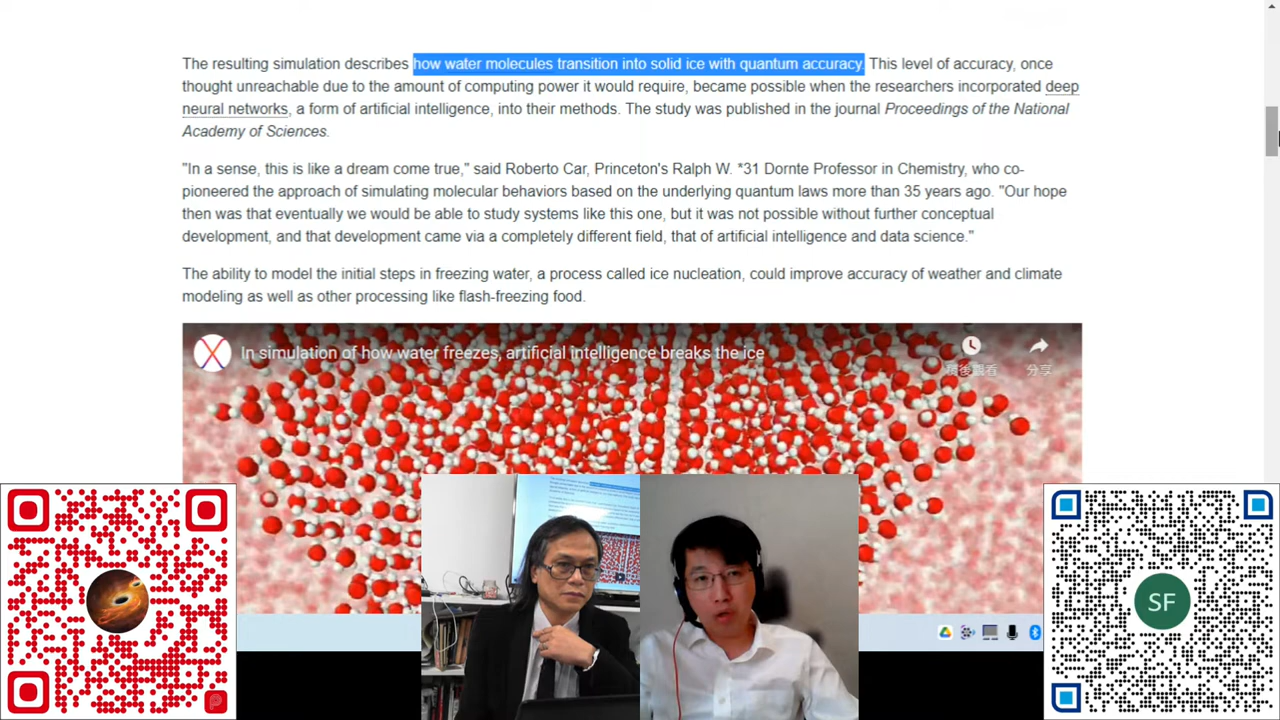 The resulting simulation describes how water molecules transition into solid ice with quantum accuracy. This level of accuracy, once
thought unreachable due to the amount of computing power it would require, became possible when the researchers incorporated deep
neural networks, a form of artificial intelligence, into their methods. The study was published in the journal Proceedings of the National
Academy of Sciences.
"In a sense, this is like a dream come true," said Roberto Car, Princeton's Ralph W. *31 Dornte Professor in Chemistry, who co-
pioneered the approach of simulating molecular behaviors based on the underlying quantum laws more than 35 years ago. "Our hope
then was that eventually we would be able to study systems like this one, but it was not possible without further conceptual
development, and that development came via a completely different field, that of artificial intelligence and data science."
The ability to model the initial steps in freezing water, a process called ice nucleation, could improve accuracy of weather and climate
modeling as well as other processing like flash-freezing food.
In simulation of how water freezes, artificial intelligence breaks the ice
稍後觀看
分享
SF